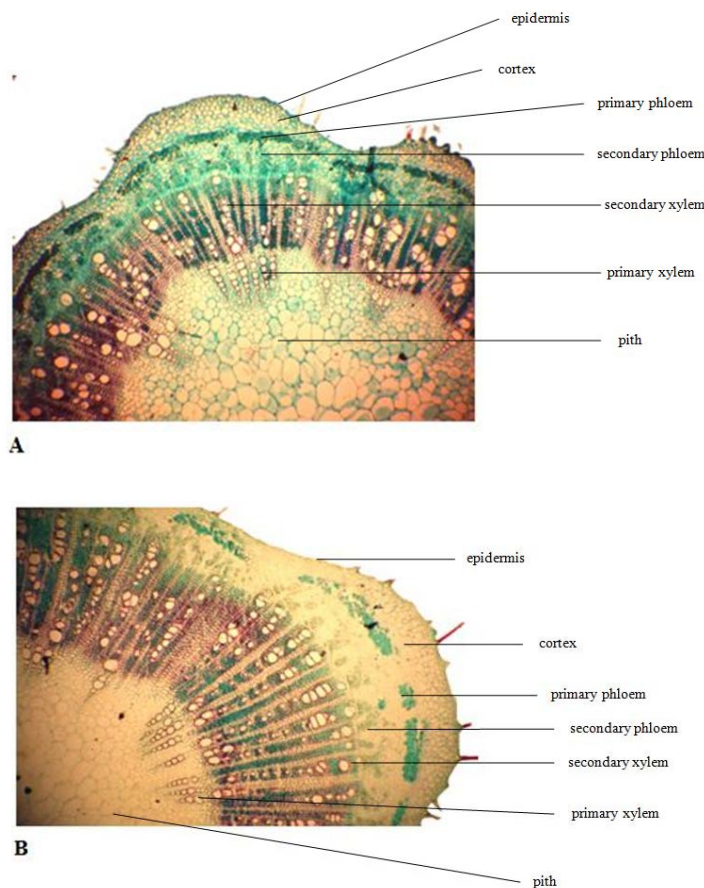 epidermis
cortex
primary phloem
secondary phloem
secondary xylem
primary xylem
pith
A
epidermis
cortex
primary phloem
secondary phloem
secondary xylem
primary xylem
B
pith